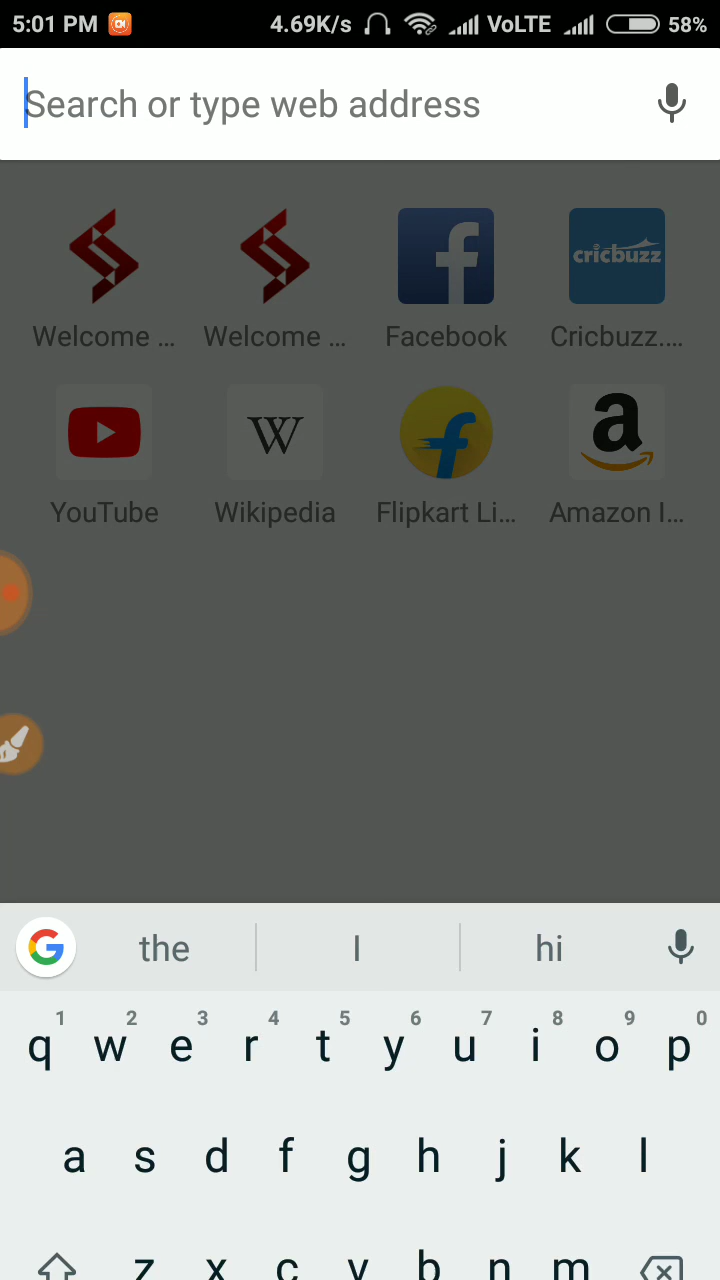 5:01 PM 4.69K/s VoLTE 58%
Search or type web address
cricbuzz
Welcome ... Welcome ... Facebook Cricbuzz....
YouTube Wikipedia Flipkart Li... Amazon I...
the I hi
1 2 3 4 5 6 7 8 9 0
q w e r t y u i o p
a s d f g h j k l
z x c v b n m